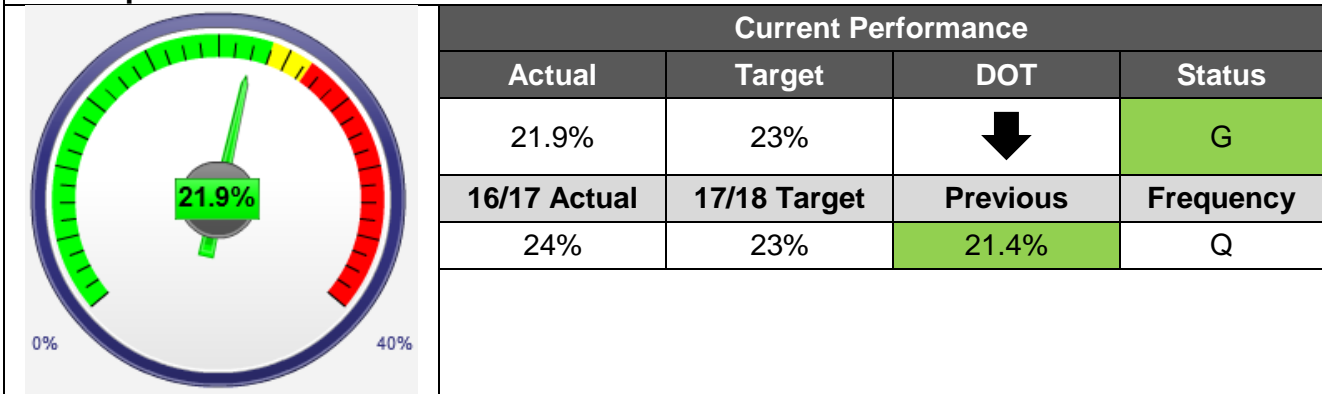 21.9%
0%
40%
Current Performance
Actual Target DOT Status
21.9% 23% G
16/17 Actual 17/18 Target Previous Frequency
24% 23% 21.4% Q